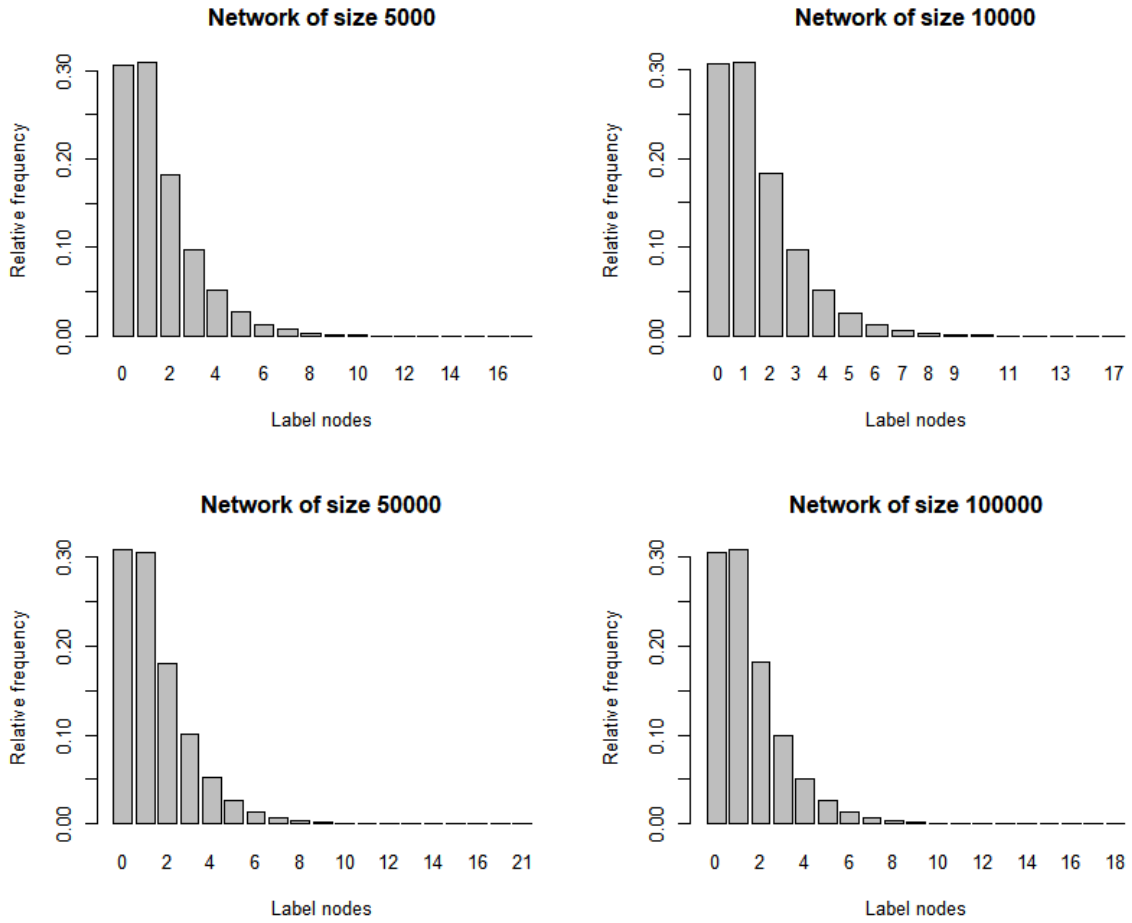 Network of size 5000
Relative frequency
0.00 0.10 0.20 0.30
0 2 4 6 8 10 12 14 16
Label nodes
Network of size 10000
Relative frequency
0.00 0.10 0.20 0.30
0 1 2 3 4 5 6 7 8 9 11 13 17
Label nodes
Network of size 50000
Relative frequency
0.00 0.10 0.20 0.30
0 2 4 6 8 10 12 14 16 21
Label nodes
Network of size 100000
Relative frequency
0.00 0.10 0.20 0.30
0 2 4 6 8 10 12 14 16 18
Label nodes